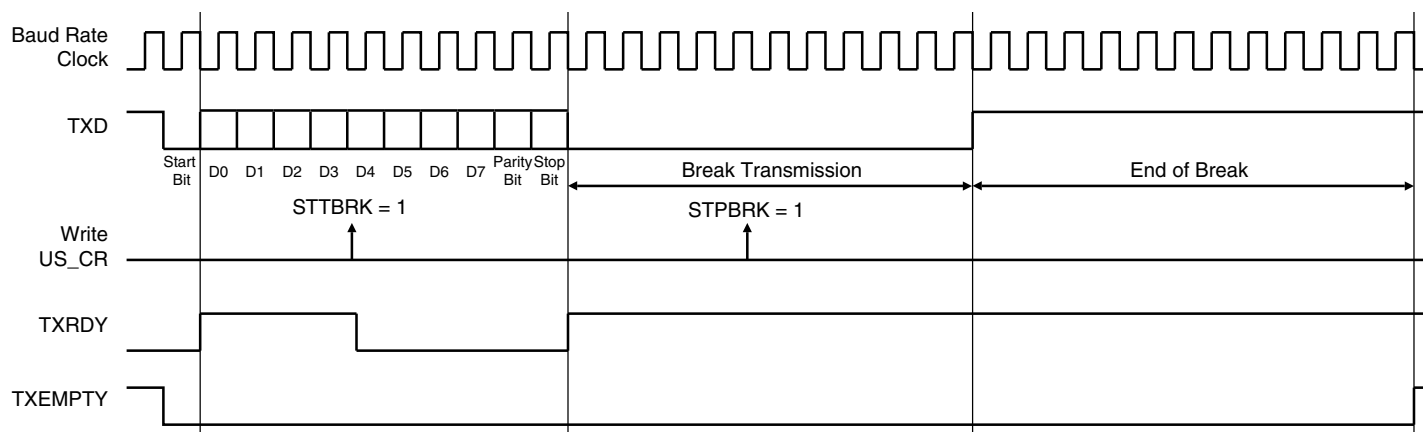 Baud Rate
Clock
TXD
Start
Bit
D0 D1 D2 D3 D4 D5 D6 D7
Parity
Bit
Stop
Bit
Break Transmission
End of Break
STTBRK = 1
STPBRK = 1
Write
US_CR
TXRDY
TXEMPTY